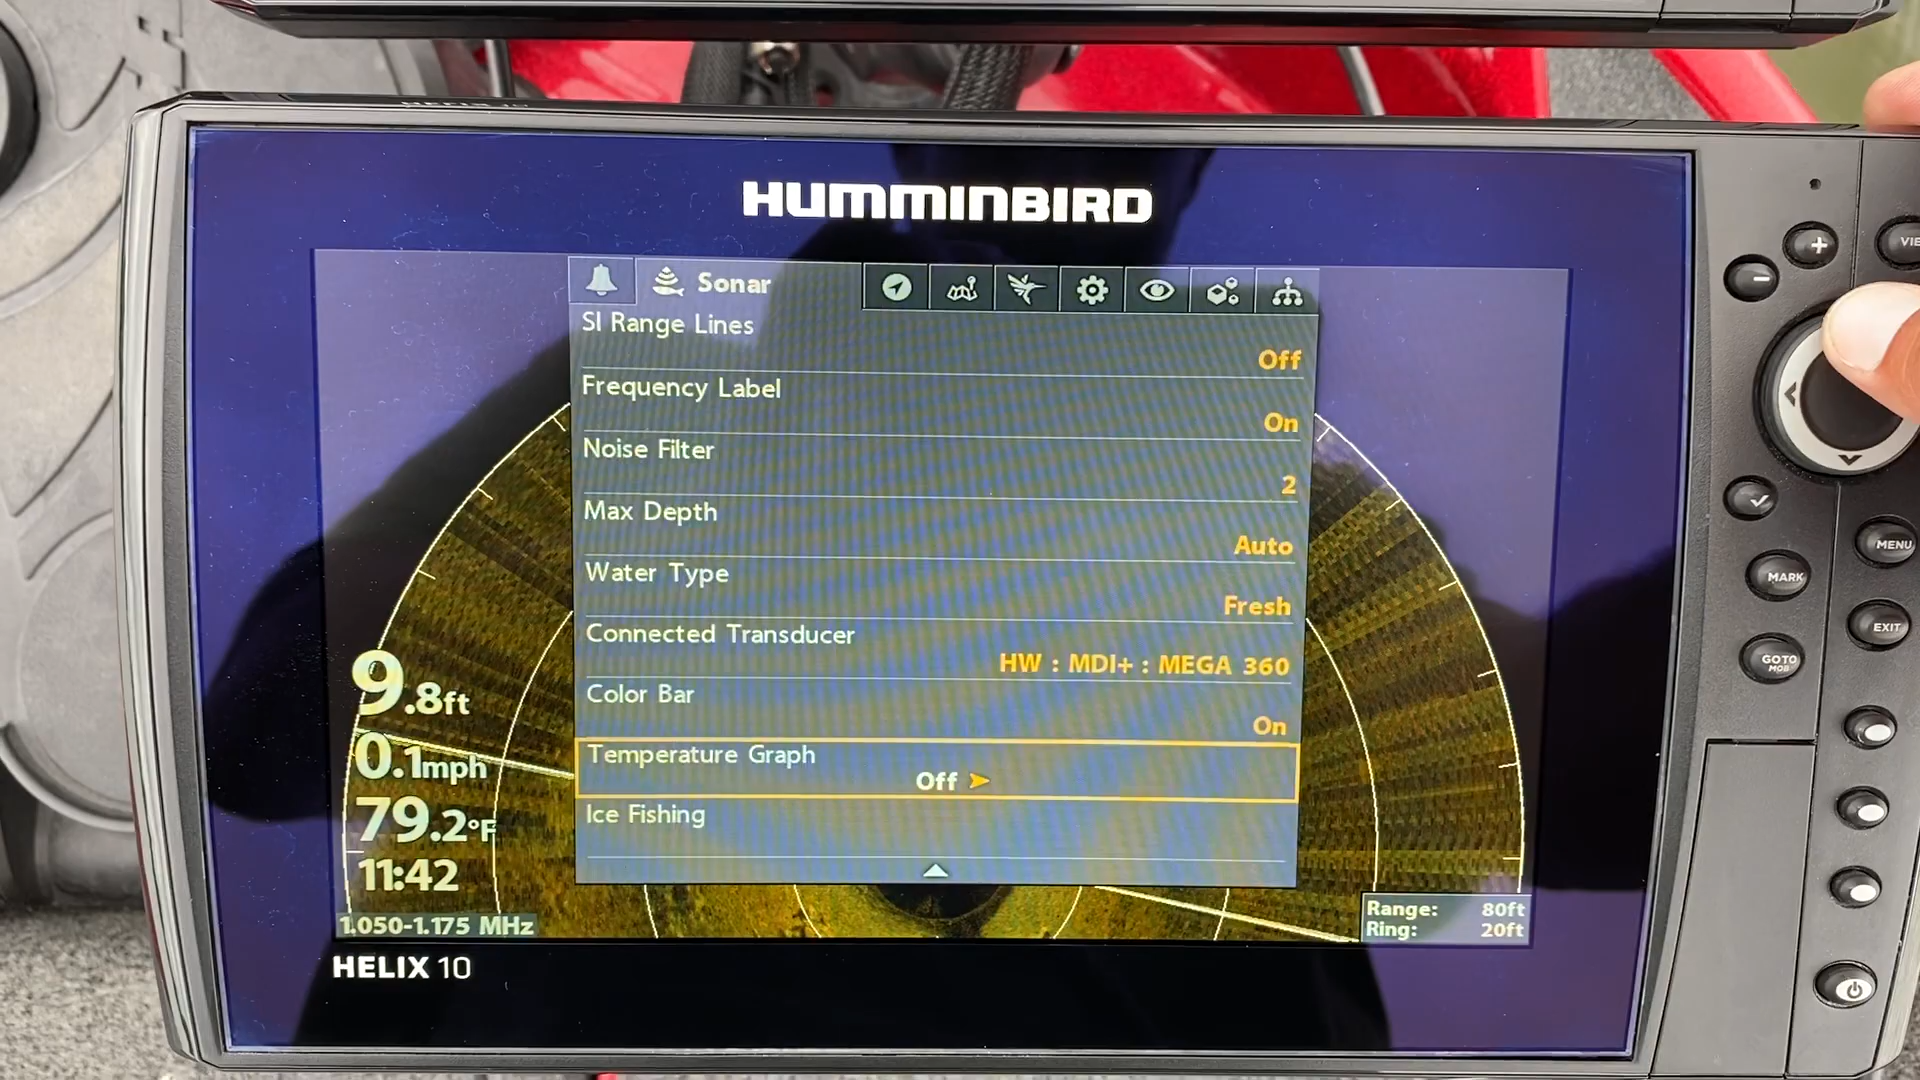 HUMMINBIRD
Sonar
SI Range Lines
Off
Frequency Label
On
Noise Filter
2
Max Depth
Auto
Water Type
Fresh
Connected Transducer
HW : MDI+ : MEGA 360
Color Bar
On
Temperature Graph
Off
Ice Fishing
9.8ft
0.1mph
79.2°F
11:42
1.050-1.175 MHz
Range: 80ft
Ring: 20ft
HELIX 10
+
VIE
-
MENU
MARK
EXIT
GOTO
MOB